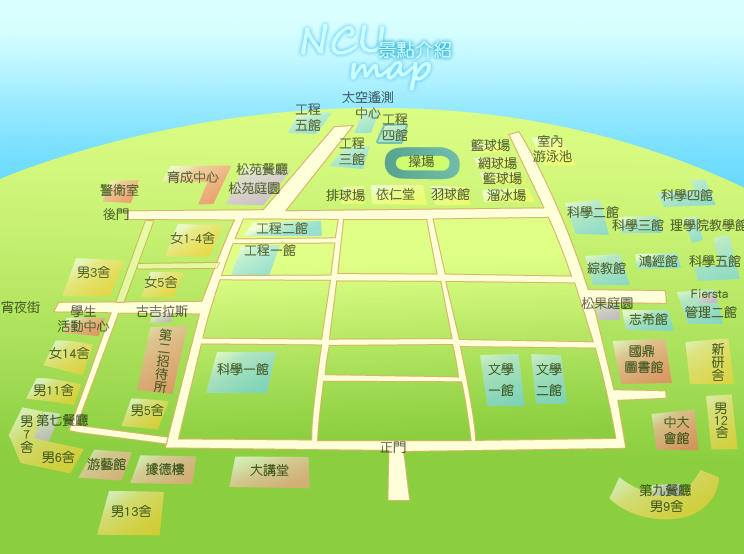 NCU
景點介紹
map
太空遙測
中心
工程
五館
工程
四館
工程
三館
操場
籃球場
網球場
籃球場
溜冰場
室內
游泳池
排球場
依仁堂
羽球館
松苑餐廳
松苑庭園
育成中心
警衛室
後門
科學四館
科學二館
科學三館
理學院教學館
女1-4舍
工程二館
工程一館
綜教館
鴻經館
科學五館
男3舍
女5舍
宵夜街
學生
活動中心
古吉拉斯
松果庭園
Fiersta
志希館
管理二館
第二招待所
女14舍
科學一館
文學
一館
文學
二館
國鼎
圖書館
新研舍
男11舍
男5舍
男7舍
第七餐廳
男6舍
游藝館
據德樓
大講堂
正門
中大
會館
男12舍
男13舍
第九餐廳
男9舍